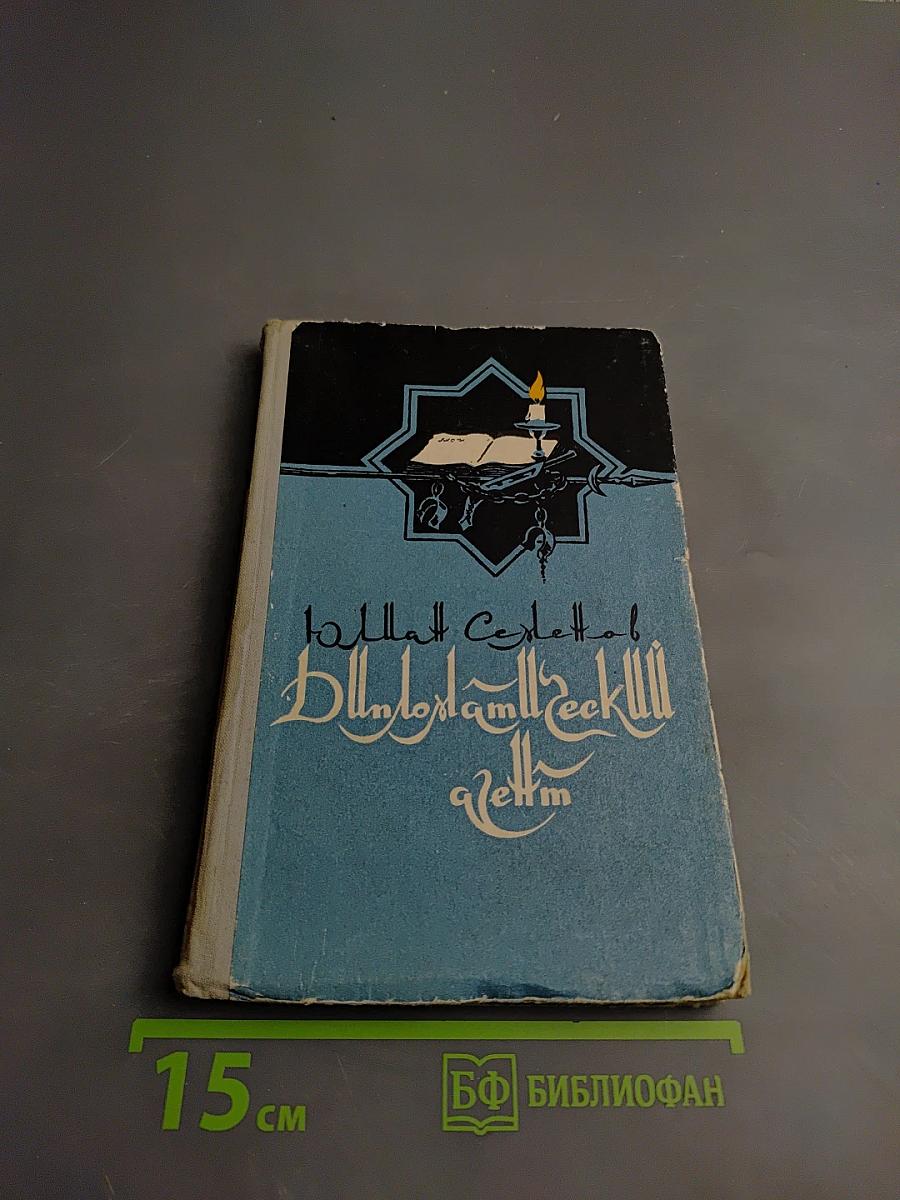 Юлиан Семенов
Дипломатический
агент
15 см
БФ БИБЛИОФАН